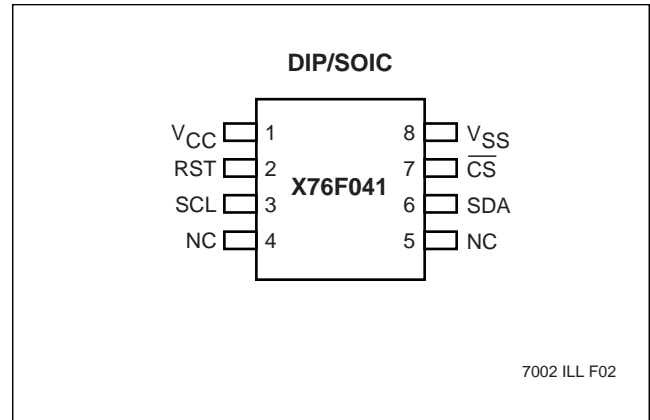 DIP/SOIC
VCC 1 8 VSS
RST 2 7 CS
X76F041
SCL 3 6 SDA
NC 4 5 NC
7002 ILL F02